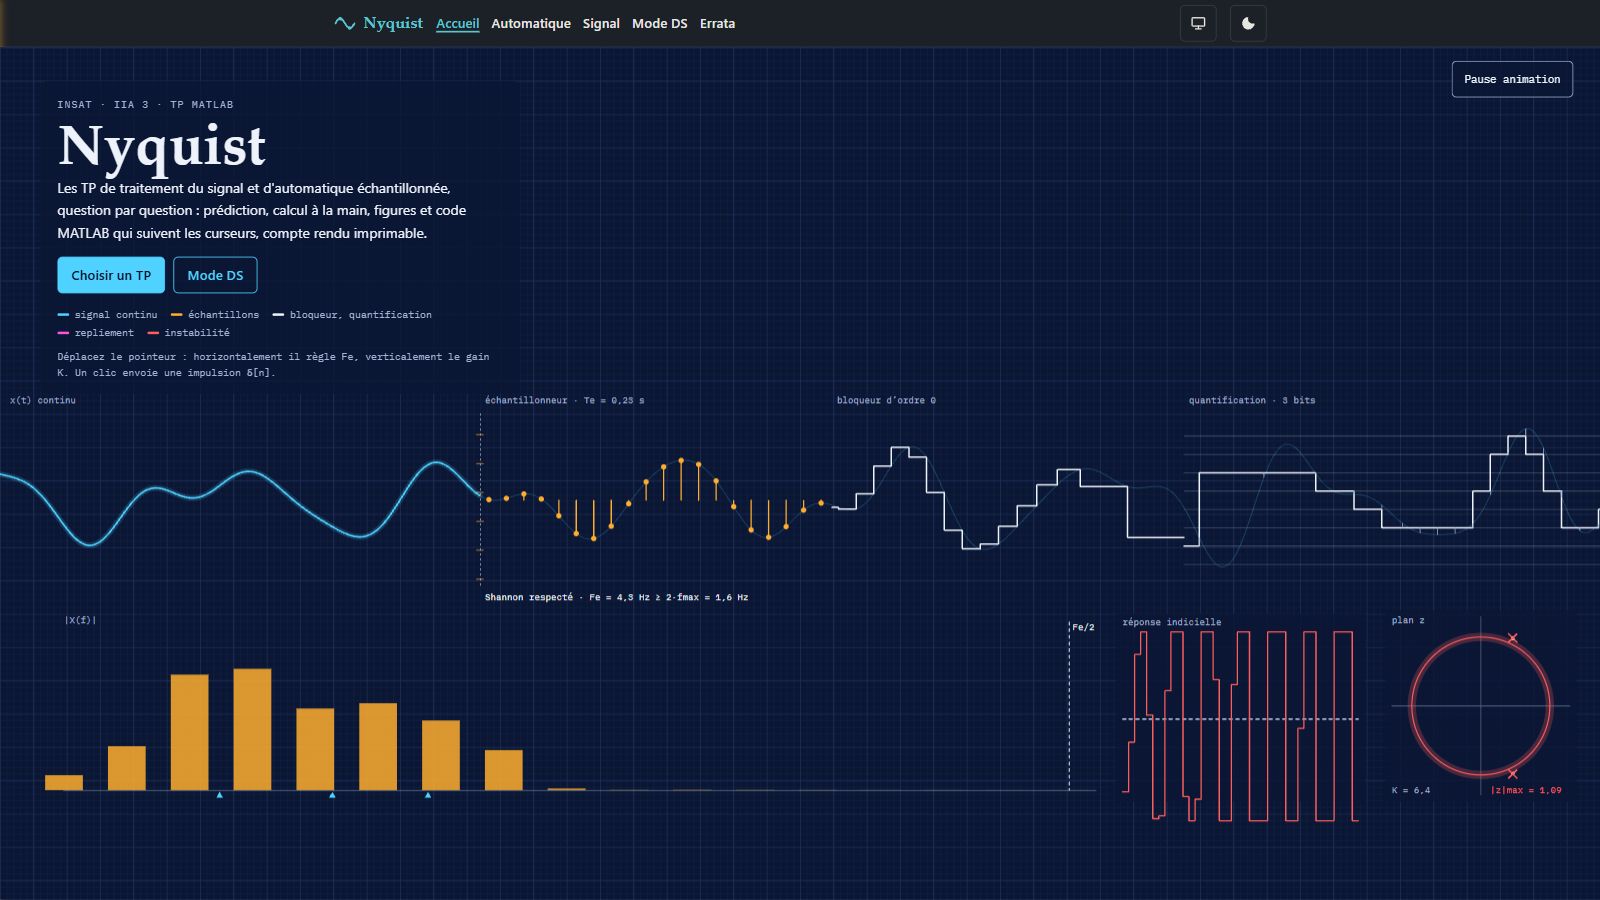 Nyquist Accueil Automatique Signal Mode DS Errata
Pause animation
INSAT · IIA 3 · TP MATLAB
Nyquist
Les TP de traitement du signal et d'automatique échantillonnée,
question par question : prédiction, calcul à la main, figures et code
MATLAB qui suivent les curseurs, compte rendu imprimable.
Choisir un TP Mode DS
signal continu échantillons bloqueur, quantification
repliement instabilité
Déplacez le pointeur : horizontalement il règle Fe, verticalement le gain
K. Un clic envoie une impulsion δ[n].
x(t) continu
échantillonneur · Te = 0,23 s
bloqueur d'ordre 0
quantification · 3 bits
Shannon respecté · Fe = 4,3 Hz ≥ 2·fmax = 1,6 Hz
|X(f)|
Fe/2
réponse indicielle
plan z
K = 6,4
|z|max = 1,09